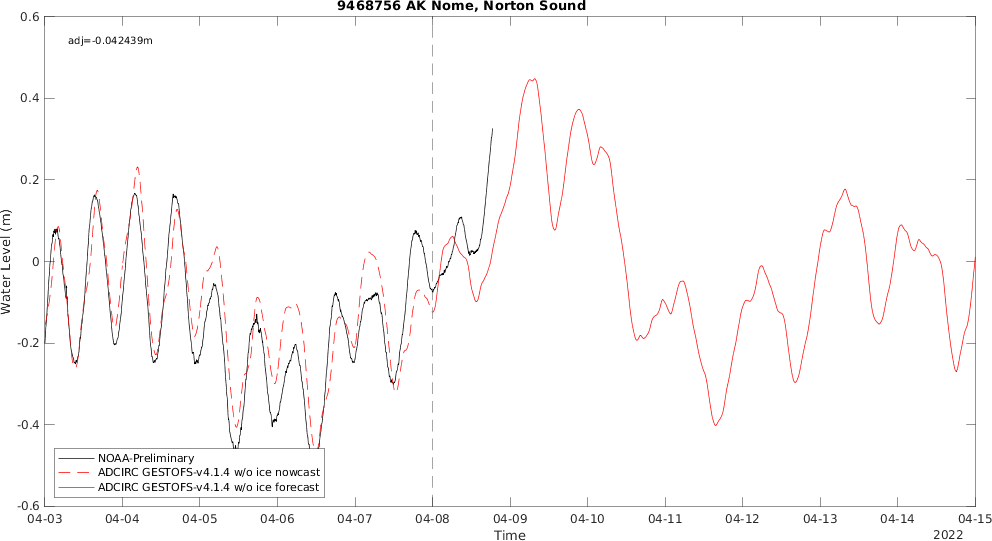 9468756 AK Nome, Norton Sound
adj=-0.042439m
0.6
0.4
0.2
0
-0.2
-0.4
-0.6
Water Level (m)
NOAA-Preliminary
ADCIRC GESTOFS-v4.1.4 w/o ice nowcast
ADCIRC GESTOFS-v4.1.4 w/o ice forecast
04-03 04-04 04-05 04-06 04-07 04-08 04-09 04-10 04-11 04-12 04-13 04-14 04-15
Time
2022